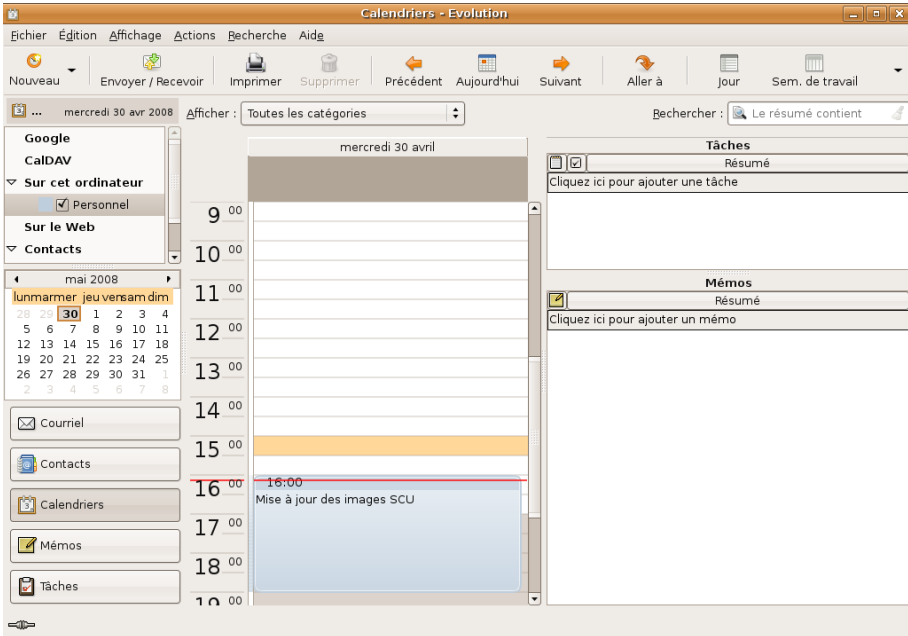 Calendriers - Evolution
Fichier Édition Affichage Actions Recherche Aide
Nouveau Envoyer / Recevoir Imprimer Supprimer Précédent Aujourd'hui Suivant Aller à Jour Sem. de travail
... mercredi 30 avr 2008
Afficher : Toutes les catégories
Rechercher : Le résumé contient
Google
CalDAV
Sur cet ordinateur
Personnel
Sur le Web
Contacts
mai 2008
lun mar mer jeu ven sam dim
28 29 30 1 2 3 4
5 6 7 8 9 10 11
12 13 14 15 16 17 18
19 20 21 22 23 24 25
26 27 28 29 30 31 1
2 3 4 5 6 7 8
Courriel
Contacts
Calendriers
Mémos
Tâches
mercredi 30 avril
9 00
10 00
11 00
12 00
13 00
14 00
15 00
16 00
17 00
18 00
19 00
16:00
Mise à jour des images SCU
Tâches
Résumé
Cliquez ici pour ajouter une tâche
Mémos
Résumé
Cliquez ici pour ajouter un mémo